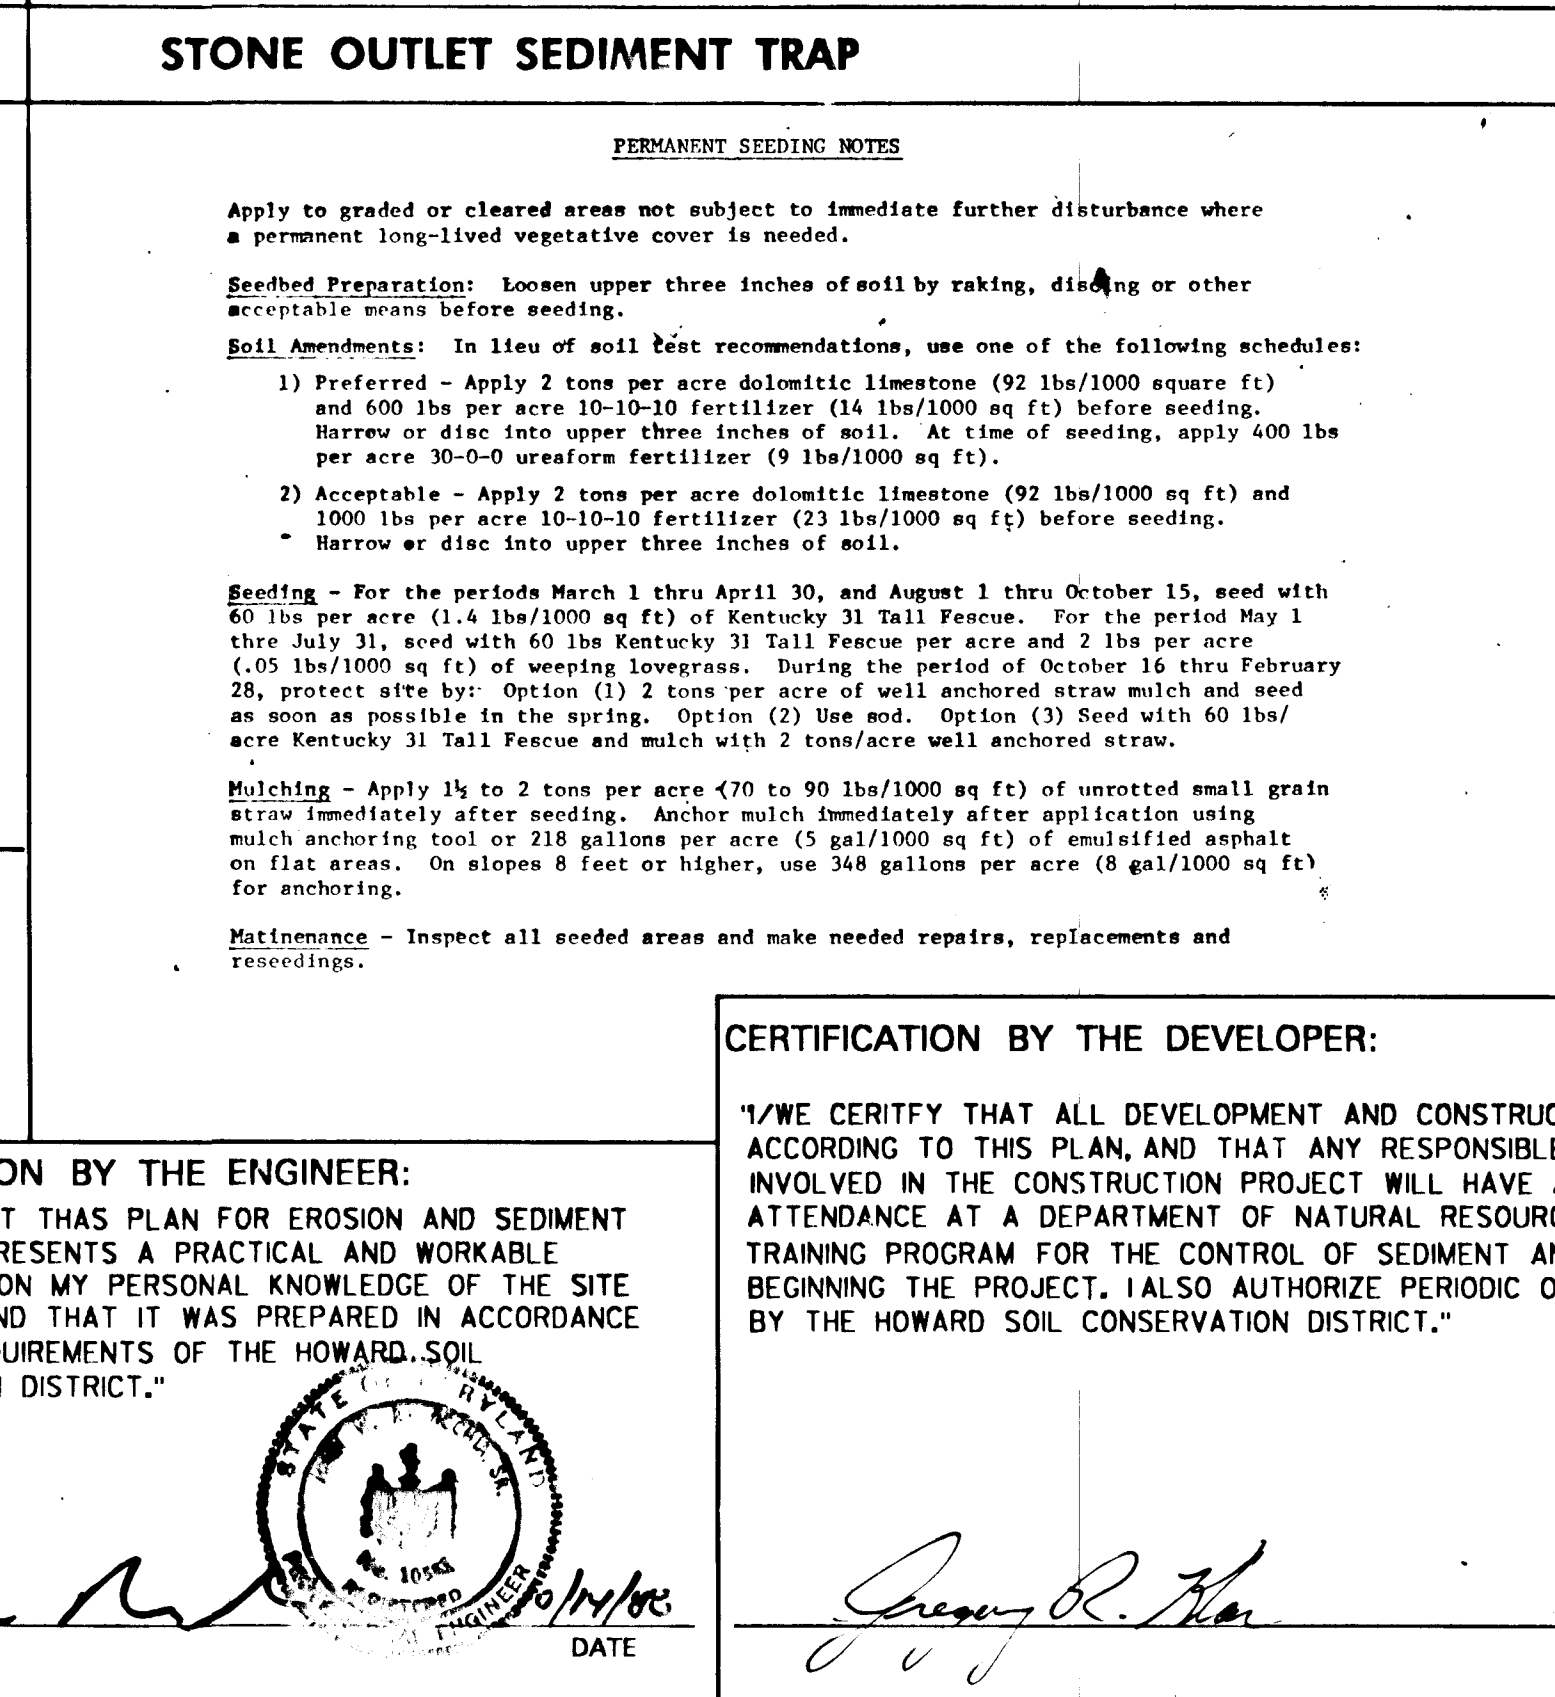 STONE OUTLET SEDIMENT TRAP
PERMANENT SEEDING NOTES
Apply to graded or cleared areas not subject to immediate further disturbance where
a permanent long-lived vegetative cover is needed.
Seedbed Preparation: Loosen upper three inches of soil by raking, discing or other
acceptable means before seeding.
Soil Amendments: In lieu of soil test recommendations, use one of the following schedules:
1) Preferred - Apply 2 tons per acre dolomitic limestone (92 lbs/1000 square ft)
and 600 lbs per acre 10-10-10 fertilizer (14 lbs/1000 sq ft) before seeding.
Harrow or disc into upper three inches of soil. At time of seeding, apply 400 lbs
per acre 30-0-0 ureaform fertilizer (9 lbs/1000 sq ft).
2) Acceptable - Apply 2 tons per acre dolomitic limestone (92 lbs/1000 sq ft) and
1000 lbs per acre 10-10-10 fertilizer (23 lbs/1000 sq ft) before seeding.
Harrow or disc into upper three inches of soil.
Seeding - For the periods March 1 thru April 30, and August 1 thru October 15, seed with
60 lbs per acre (1.4 lbs/1000 sq ft) of Kentucky 31 Tall Fescue. For the period May 1
thre July 31, seed with 60 lbs Kentucky 31 Tall Fescue per acre and 2 lbs per acre
(.05 lbs/1000 sq ft) of weeping lovegrass. During the period of October 16 thru February
28, protect site by: Option (1) 2 tons per acre of well anchored straw mulch and seed
as soon as possible in the spring. Option (2) Use sod. Option (3) Seed with 60 lbs/
acre Kentucky 31 Tall Fescue and mulch with 2 tons/acre well anchored straw.
Mulching - Apply 1½ to 2 tons per acre (70 to 90 lbs/1000 sq ft) of unrotted small grain
straw immediately after seeding. Anchor mulch immediately after application using
mulch anchoring tool or 218 gallons per acre (5 gal/1000 sq ft) of emulsified asphalt
on flat areas. On slopes 8 feet or higher, use 348 gallons per acre (8 gal/1000 sq ft)
for anchoring.
Matinenance - Inspect all seeded areas and make needed repairs, replacements and
reseedings.
ON BY THE ENGINEER:
T THAS PLAN FOR EROSION AND SEDIMENT
RESENTS A PRACTICAL AND WORKABLE
ON MY PERSONAL KNOWLEDGE OF THE SITE
ND THAT IT WAS PREPARED IN ACCORDANCE
UIREMENTS OF THE HOWARD SOIL
DISTRICT."
STATE OF MARYLAND
SR.
REGISTERED
ENGINEER
DATE
CERTIFICATION BY THE DEVELOPER:
"I/WE CERITFY THAT ALL DEVELOPMENT AND CONSTRUC
ACCORDING TO THIS PLAN, AND THAT ANY RESPONSIBLE
INVOLVED IN THE CONSTRUCTION PROJECT WILL HAVE A
ATTENDANCE AT A DEPARTMENT OF NATURAL RESOURC
TRAINING PROGRAM FOR THE CONTROL OF SEDIMENT AN
BEGINNING THE PROJECT. I ALSO AUTHORIZE PERIODIC O
BY THE HOWARD SOIL CONSERVATION DISTRICT."
Gregory R.